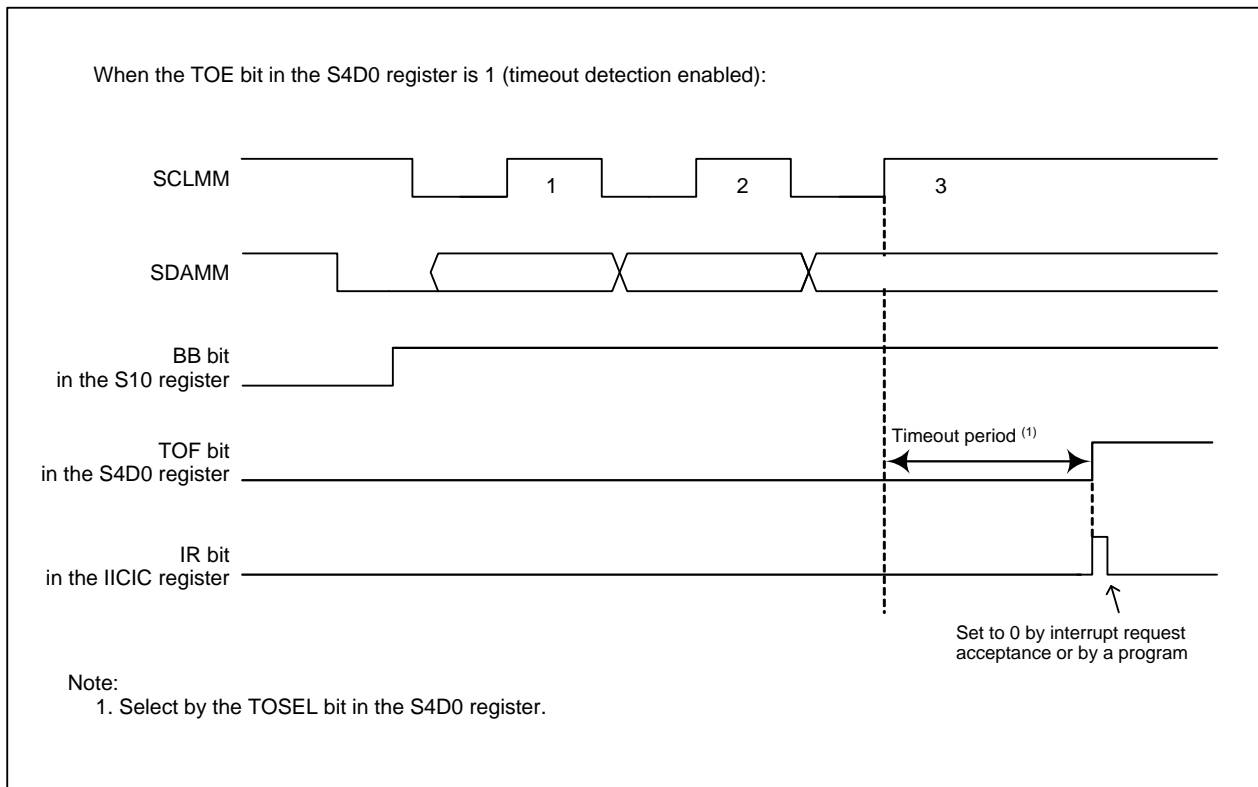 When the TOE bit in the S4D0 register is 1 (timeout detection enabled):
SCLMM
1
2
3
SDAMM
BB bit
in the S10 register
TOF bit
in the S4D0 register
Timeout period (1)
IR bit
in the IICIC register
Set to 0 by interrupt request
acceptance or by a program
Note:
1. Select by the TOSEL bit in the S4D0 register.